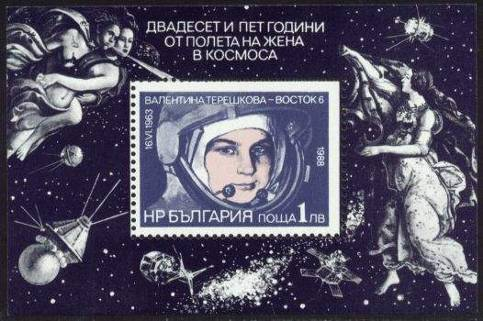 ДВАДЕСЕТ И ПЕТ ГОДИНИ
ОТ ПОЛЕТА НА ЖЕНА
В КОСМОСА
ВАЛЕНТИНА ТЕРЕШКОВА – ВОСТОК 6
16.VI.1963
1988
НР БЪЛГАРИЯ ПОЩА 1 ЛВ